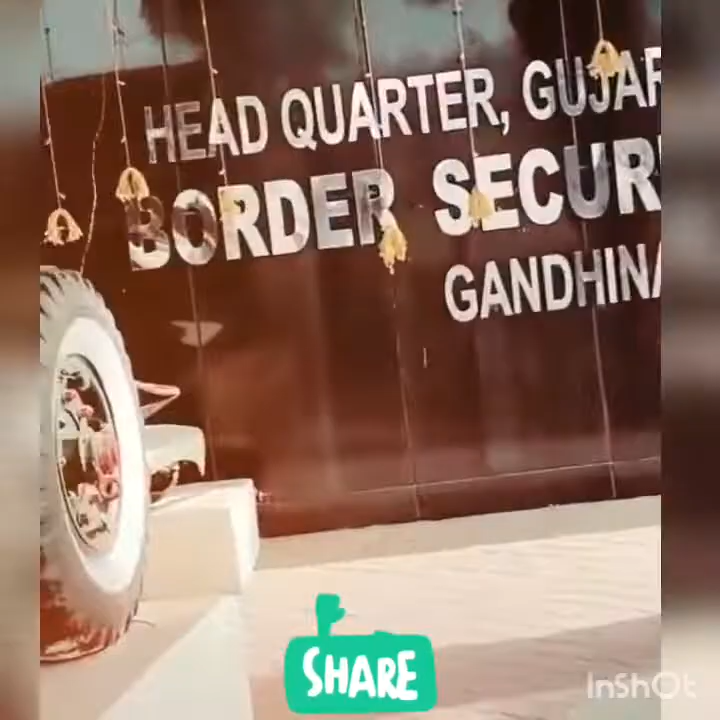 HEAD QUARTER, GUJAR
BORDER SECUR
GANDHINA
SHARE
InShOt